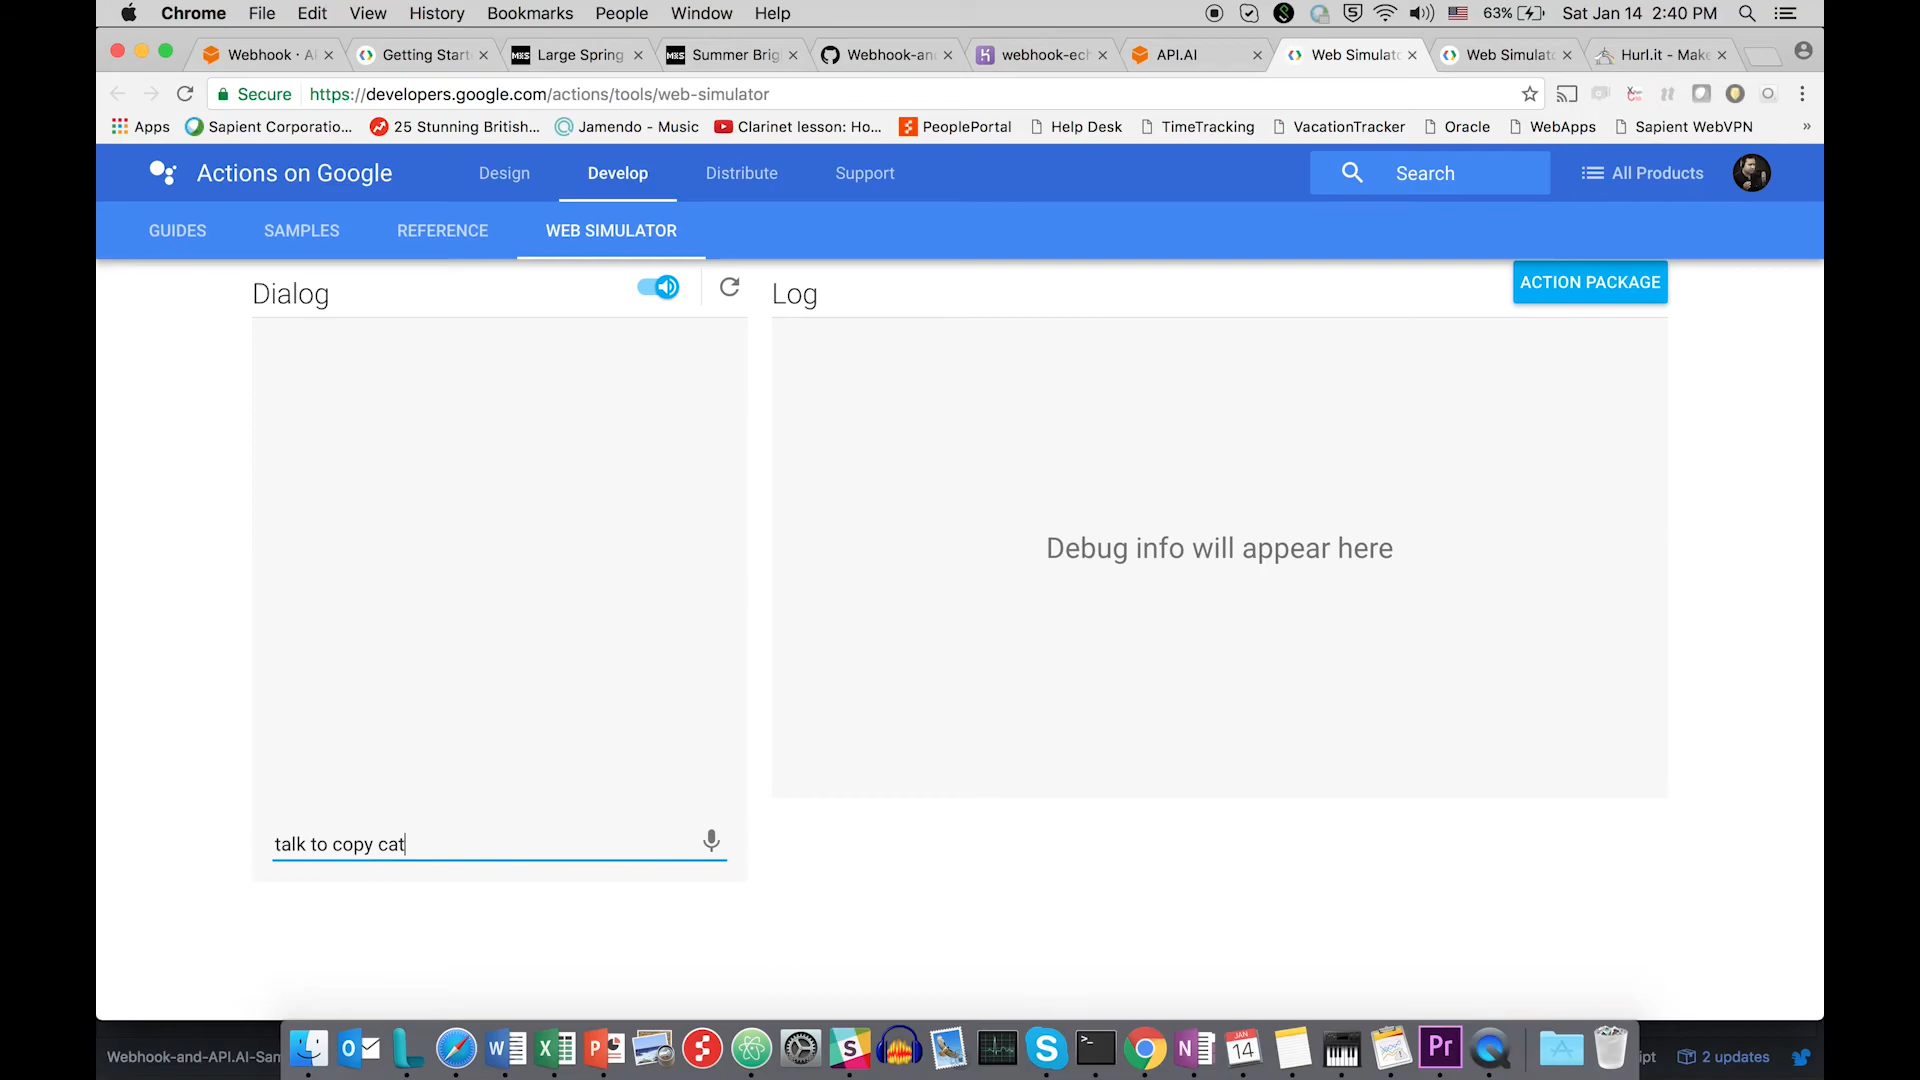 Chrome File Edit View History Bookmarks People Window Help 63% Sat Jan 14 2:40 PM
Webhook · A Getting Start Large Spring Summer Brig Webhook-an webhook-ech API.AI Web Simulato Web Simulato Hurl.it - Make
Secure https://developers.google.com/actions/tools/web-simulator
Apps Sapient Corporatio... 25 Stunning British... Jamendo - Music Clarinet lesson: Ho... PeoplePortal Help Desk TimeTracking VacationTracker Oracle WebApps Sapient WebVPN »
Actions on Google Design Develop Distribute Support Search All Products
GUIDES SAMPLES REFERENCE WEB SIMULATOR
Dialog Log ACTION PACKAGE
Debug info will appear here
talk to copy cat
Webhook-and-API.AI-Sam ipt 2 updates